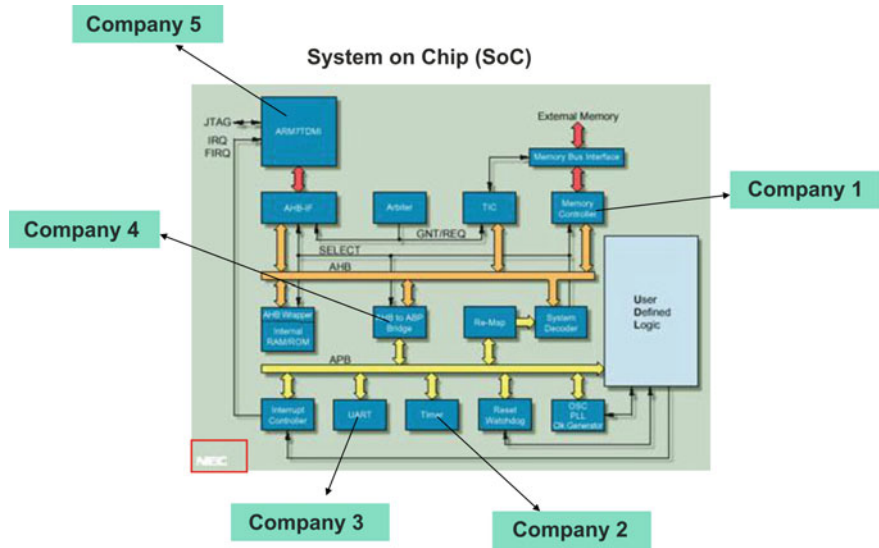 Company 5
System on Chip (SoC)
JTAG
IRQ
FIRQ
ARM7TDMI
External Memory
Memory Bus Interface
Company 1
AHB-IF
Arbiter
TIC
Memory
Controller
Company 4
GNT/REQ
SELECT
AHB
User
Defined
Logic
AHB Wrapper
Internal
RAM/ROM
AHB to ABP
Bridge
Re-Map
System
Decoder
APB
Interrupt
Controller
UART
Timer
Reset
Watchdog
OSC
PLL
Clk Generator
NEC
Company 3
Company 2